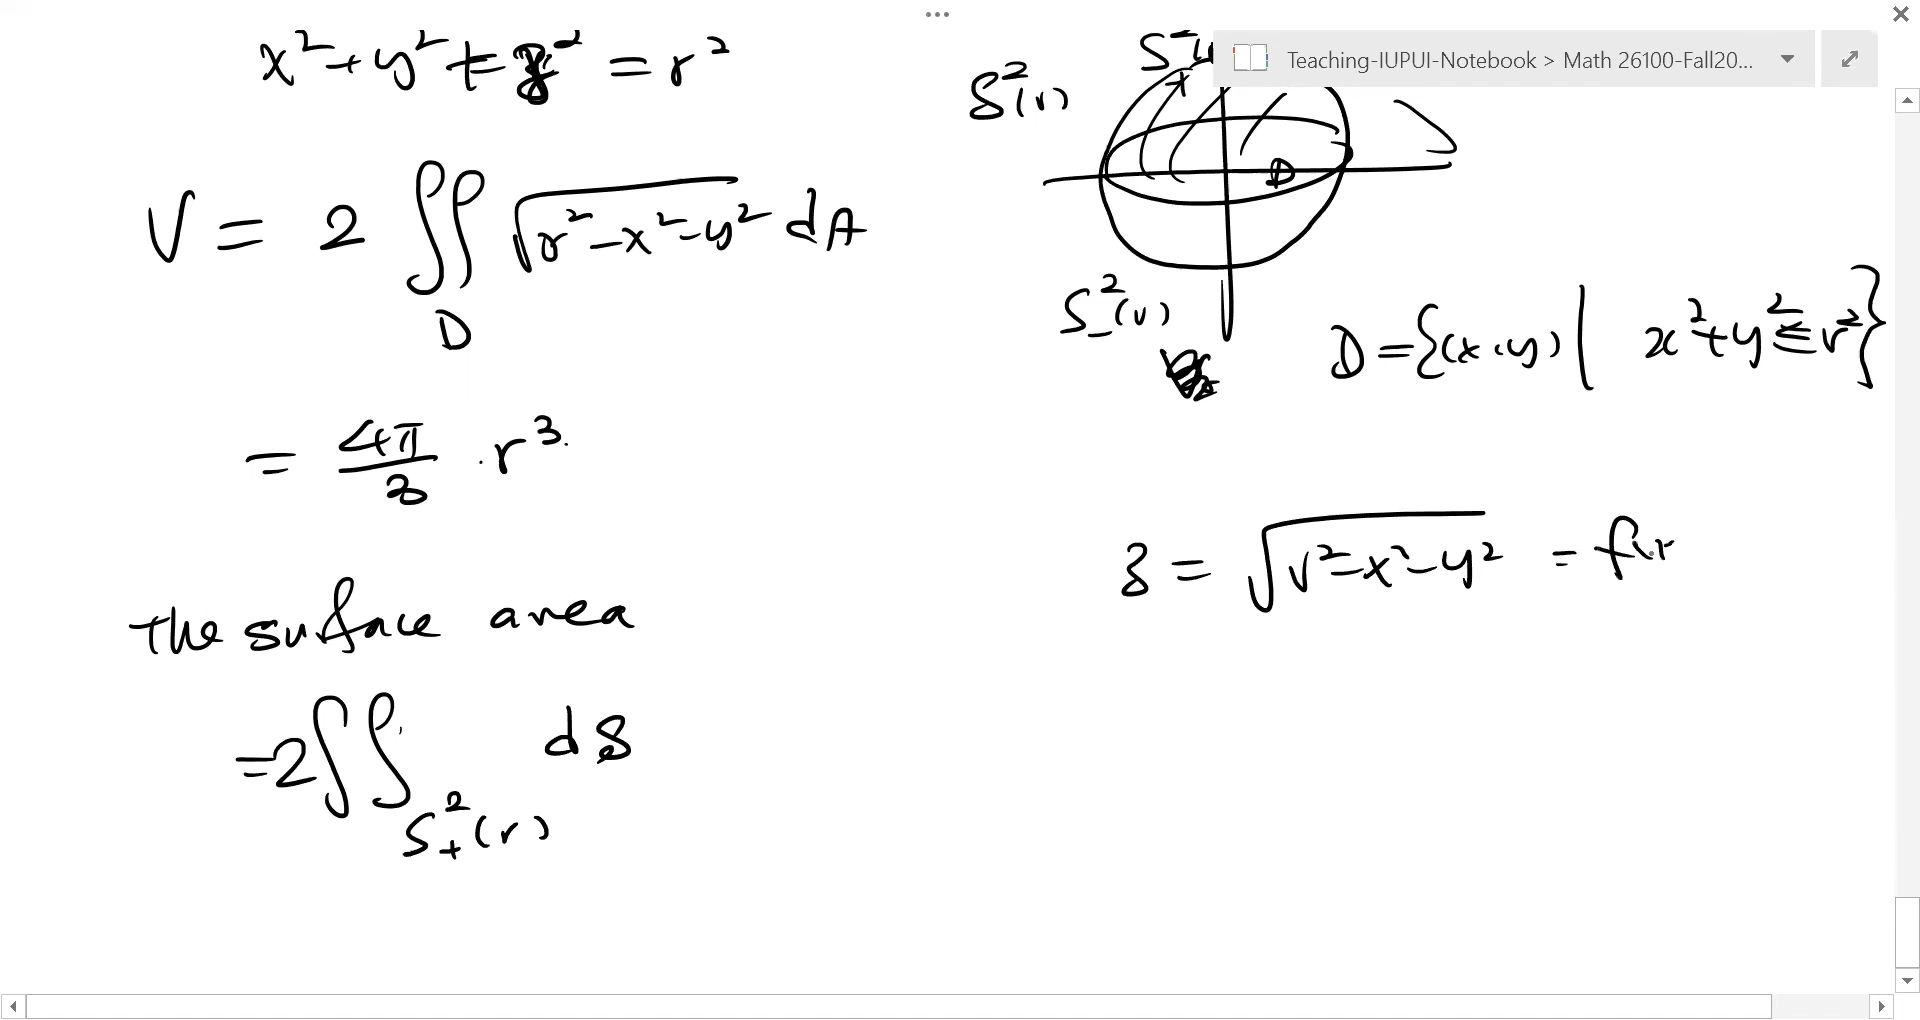 x² + y² + z² = r²
Teaching-IUPUI-Notebook > Math 26100-Fall20...
S²(r)
V = 2 ∬_D √(r² - x² - y²) dA
D
S²₋(r)
D = {(x, y) | x² + y² ≤ r²}
= 4π/3 · r³
z = √(r² - x² - y²) = f
the surface area
= 2 ∬_{S²₊(r)} dS